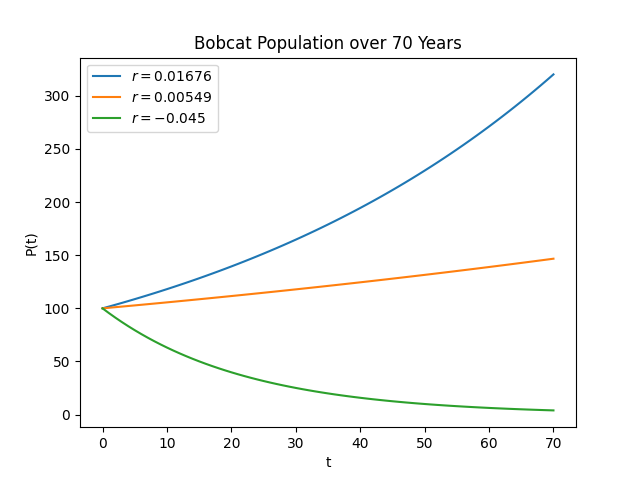 Bobcat Population over 70 Years
r = 0.01676
r = 0.00549
r = −0.045
P(t)
300
250
200
150
100
50
0
0 10 20 30 40 50 60 70
t